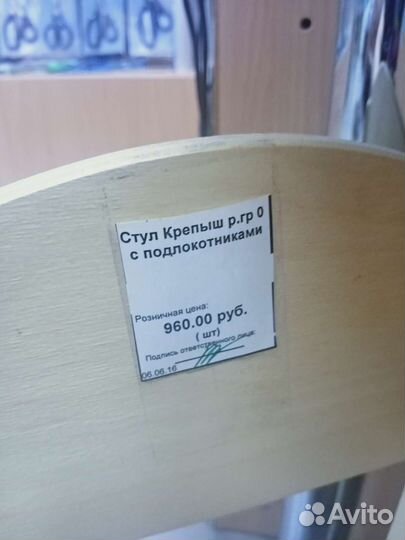 Стул Крепыш р.гр 0
с подлокотниками
Розничная цена:
960.00 руб.
( шт)
Подпись ответственного лица:
06.06.16
Avito